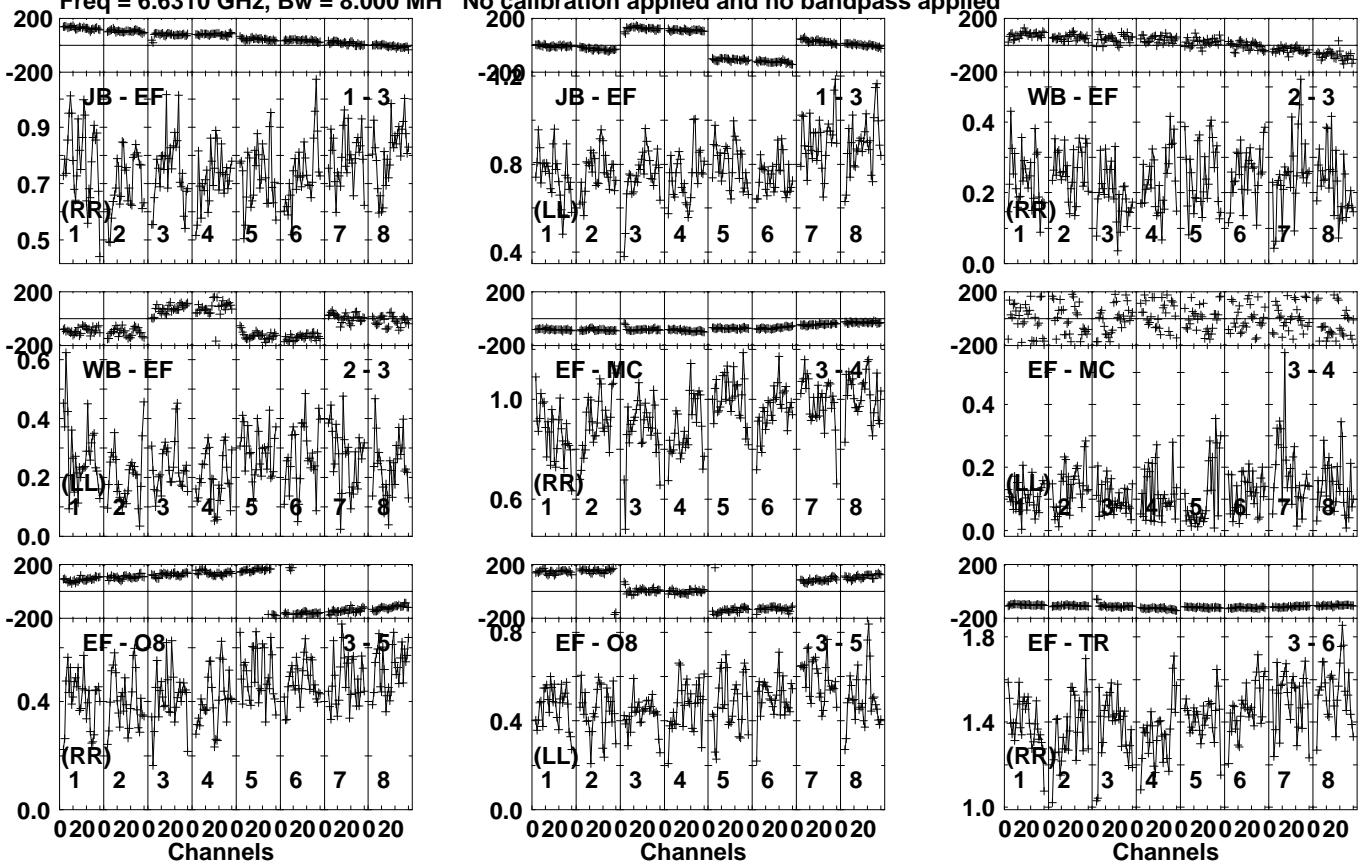 Freq = 6.6310 GHz, Bw = 8.000 MH No calibration applied and no bandpass applied
200 200 200
-200 -200 -200
1.2
JB - EF 1 - 3 JB - EF 1 - 3 WB - EF 2 - 3
0.9 0.8 0.4
0.7 0.2
0.5 0.4 0.0
(RR) (LL) (RR)
1 2 3 4 5 6 7 8 1 2 3 4 5 6 7 8 1 2 3 4 5 6 7 8
200 200 200
-200 -200 -200
0.6
WB - EF 2 - 3 EF - MC 3 - 4 EF - MC 3 - 4
0.4 1.0 0.4
0.2 0.6 0.2
(LL) (RR) (LL)
1 2 3 4 5 6 7 8 1 2 3 4 5 6 7 8 1 2 3 4 5 6 7 8
0.0 0.0
200 200 200
-200 -200 -200
EF - O8 3 - 5 EF - O8 3 - 5 EF - TR 3 - 6
0.8 1.8
0.4 0.4 1.4
(RR) (LL) (RR)
1 2 3 4 5 6 7 8 1 2 3 4 5 6 7 8 1 2 3 4 5 6 7 8
0.0 0.0 1.0
0 20 0 20 0 20 0 20 0 20 0 20 0 20 0 20 0 20 0 20 0 20 0 20 0 20 0 20 0 20 0 20 0 20 0 20 0 20 0 20 0 20 0 20 0 20 0 20
Channels Channels Channels